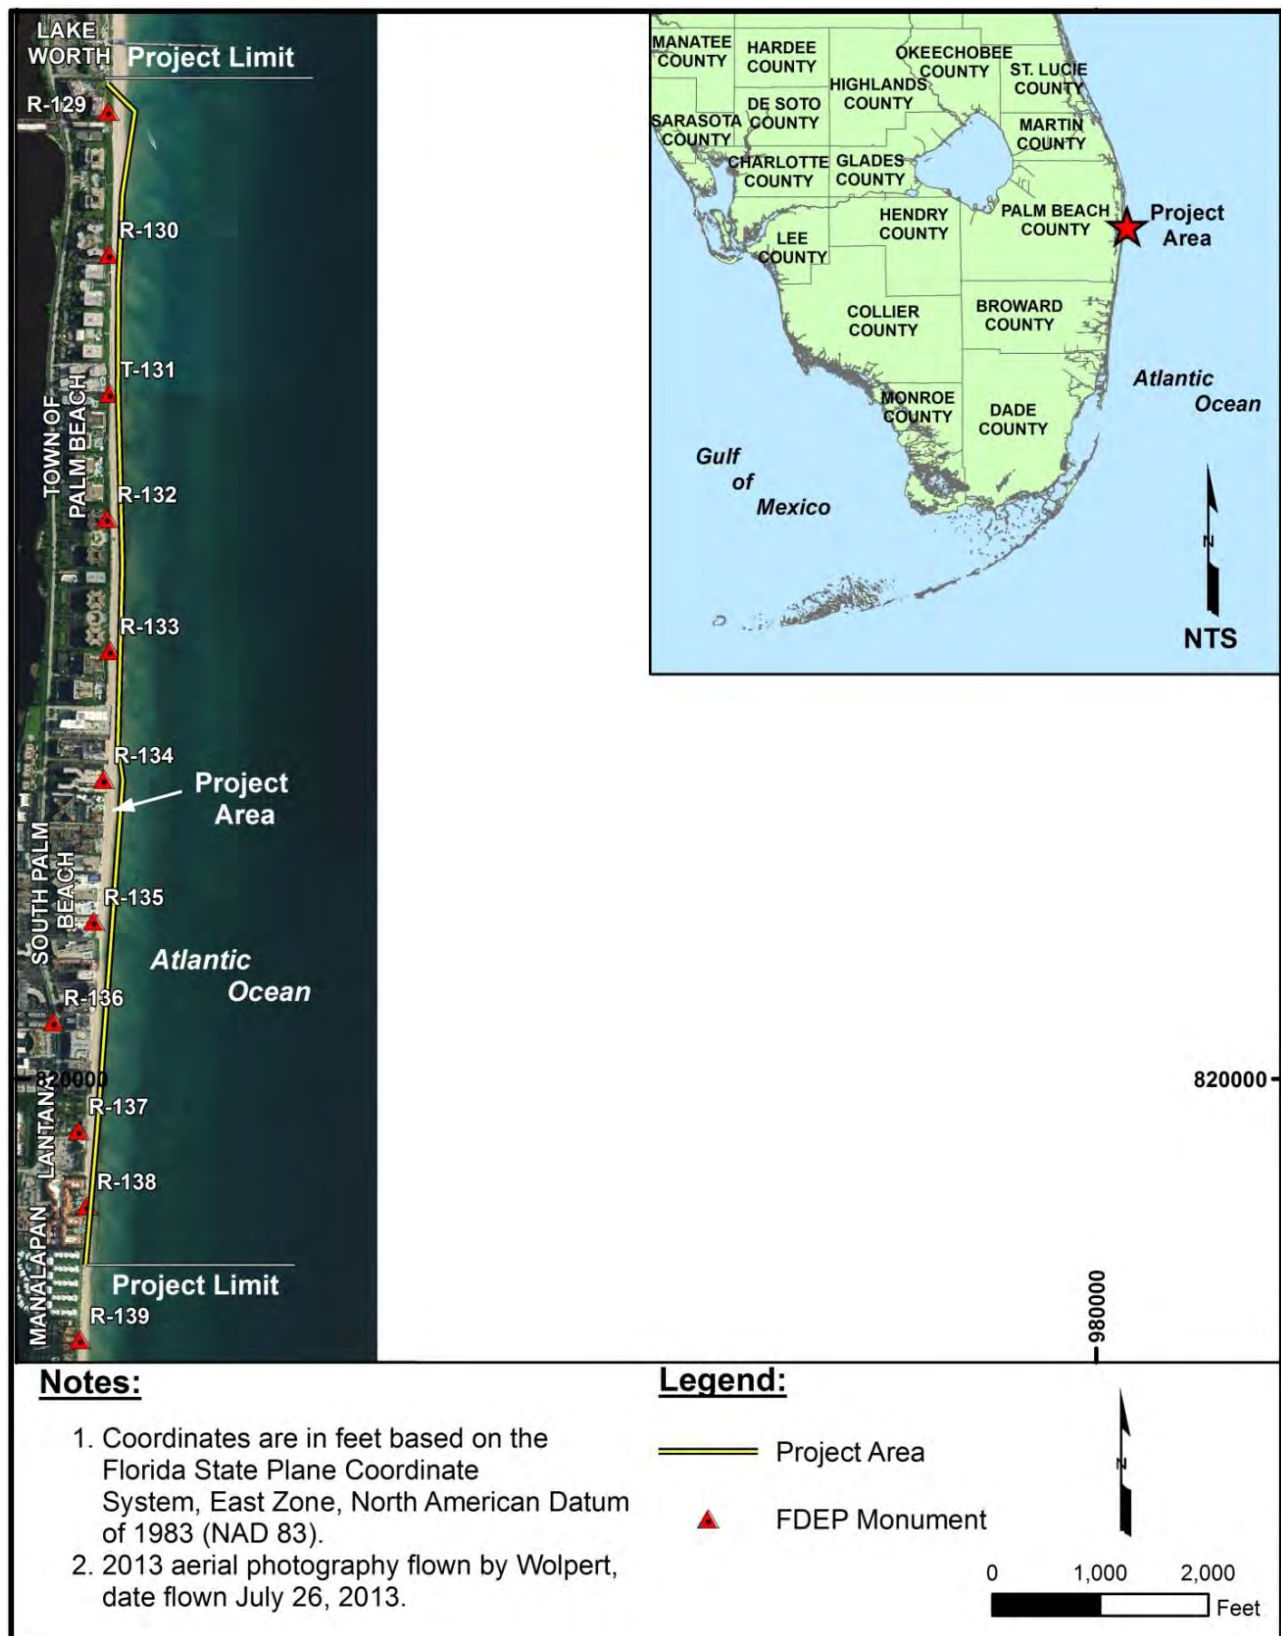 LAKE
WORTH
Project Limit
R-129
R-130
T-131
TOWN OF
PALM BEACH
R-132
R-133
R-134
Project
Area
SOUTH PALM
BEACH
R-135
Atlantic
Ocean
R-136
820000
820000
LANTANA
R-137
R-138
MANALAPAN
Project Limit
R-139
980000
MANATEE
COUNTY
HARDEE
COUNTY
OKEECHOBEE
COUNTY
ST. LUCIE
COUNTY
HIGHLANDS
COUNTY
DE SOTO
COUNTY
SARASOTA
COUNTY
MARTIN
COUNTY
CHARLOTTE
COUNTY
GLADES
COUNTY
HENDRY
COUNTY
PALM BEACH
COUNTY
Project
Area
LEE
COUNTY
COLLIER
COUNTY
BROWARD
COUNTY
MONROE
COUNTY
DADE
COUNTY
Atlantic
Ocean
Gulf
of
Mexico
N
NTS
Notes:
1. Coordinates are in feet based on the
Florida State Plane Coordinate
System, East Zone, North American Datum
of 1983 (NAD 83).
2. 2013 aerial photography flown by Wolpert,
date flown July 26, 2013.
Legend:
Project Area
FDEP Monument
N
0 1,000 2,000
Feet